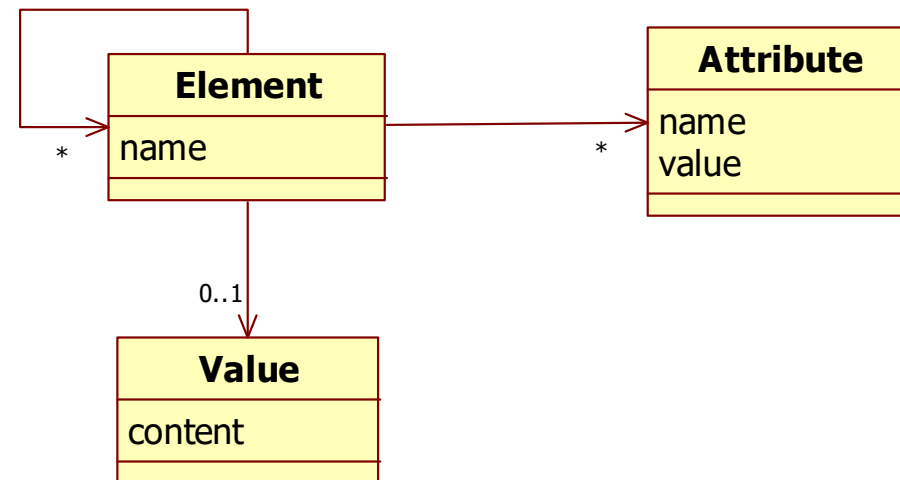 Element
name
*
Attribute
name
value
*
0..1
Value
content